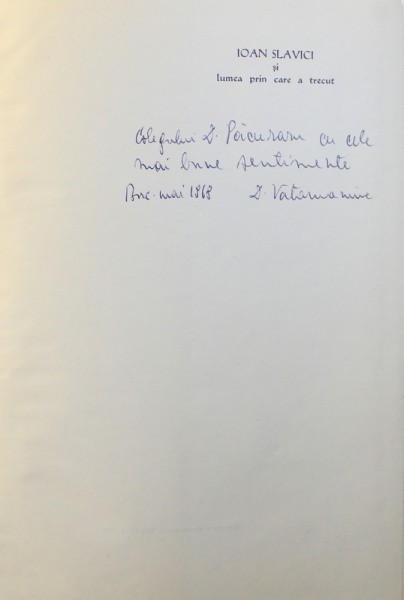 IOAN SLAVICI
și
lumea prin care a trecut
Colegului D. Păcurariu cu cele
mai bune sentimente
Buc. mai 1968 D. Vatamaniuc